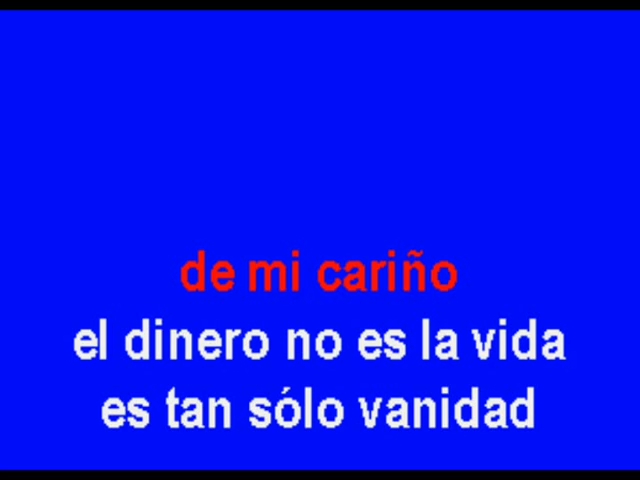 de mi cariño
el dinero no es la vida
es tan sólo vanidad